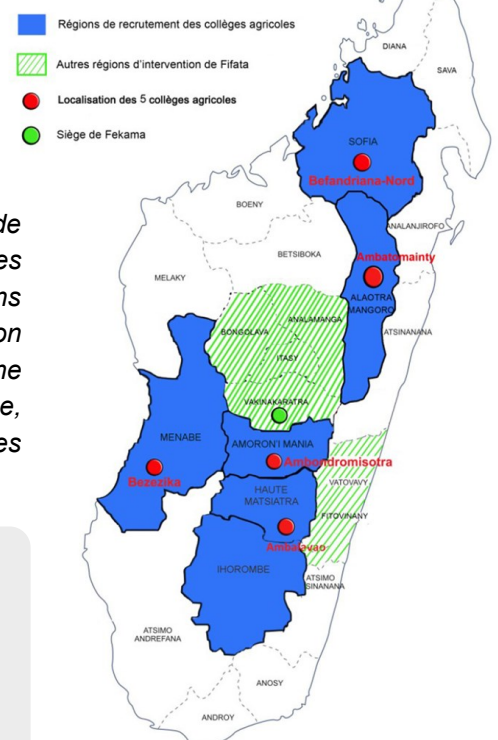 Régions de recrutement des collèges agricoles
Autres régions d'intervention de Fifata
Localisation des 5 collèges agricoles
Siège de Fekama
de
es
ns
on
ne
e,
es
DIANA
SAVA
SOFIA
Befandriana-Nord
BOENY
ANALANJIROFO
BETSIBOKA
Ambatomainty
MELAKY
ALAOTRA
MANGORO
ANALAMANGA
BONGOLAVA
ATSINANANA
ITASY
VAKINAKARATRA
MENABE
AMORON'I MANIA
Ambondromisotra
Bezezika
VATOVAVY
HAUTE
MATSIATRA
FITOVINANY
Ambalavao
IHOROMBE
ATSIMO
SINANANA
ATSIMO
ANDREFANA
ANOSY
ANDROY